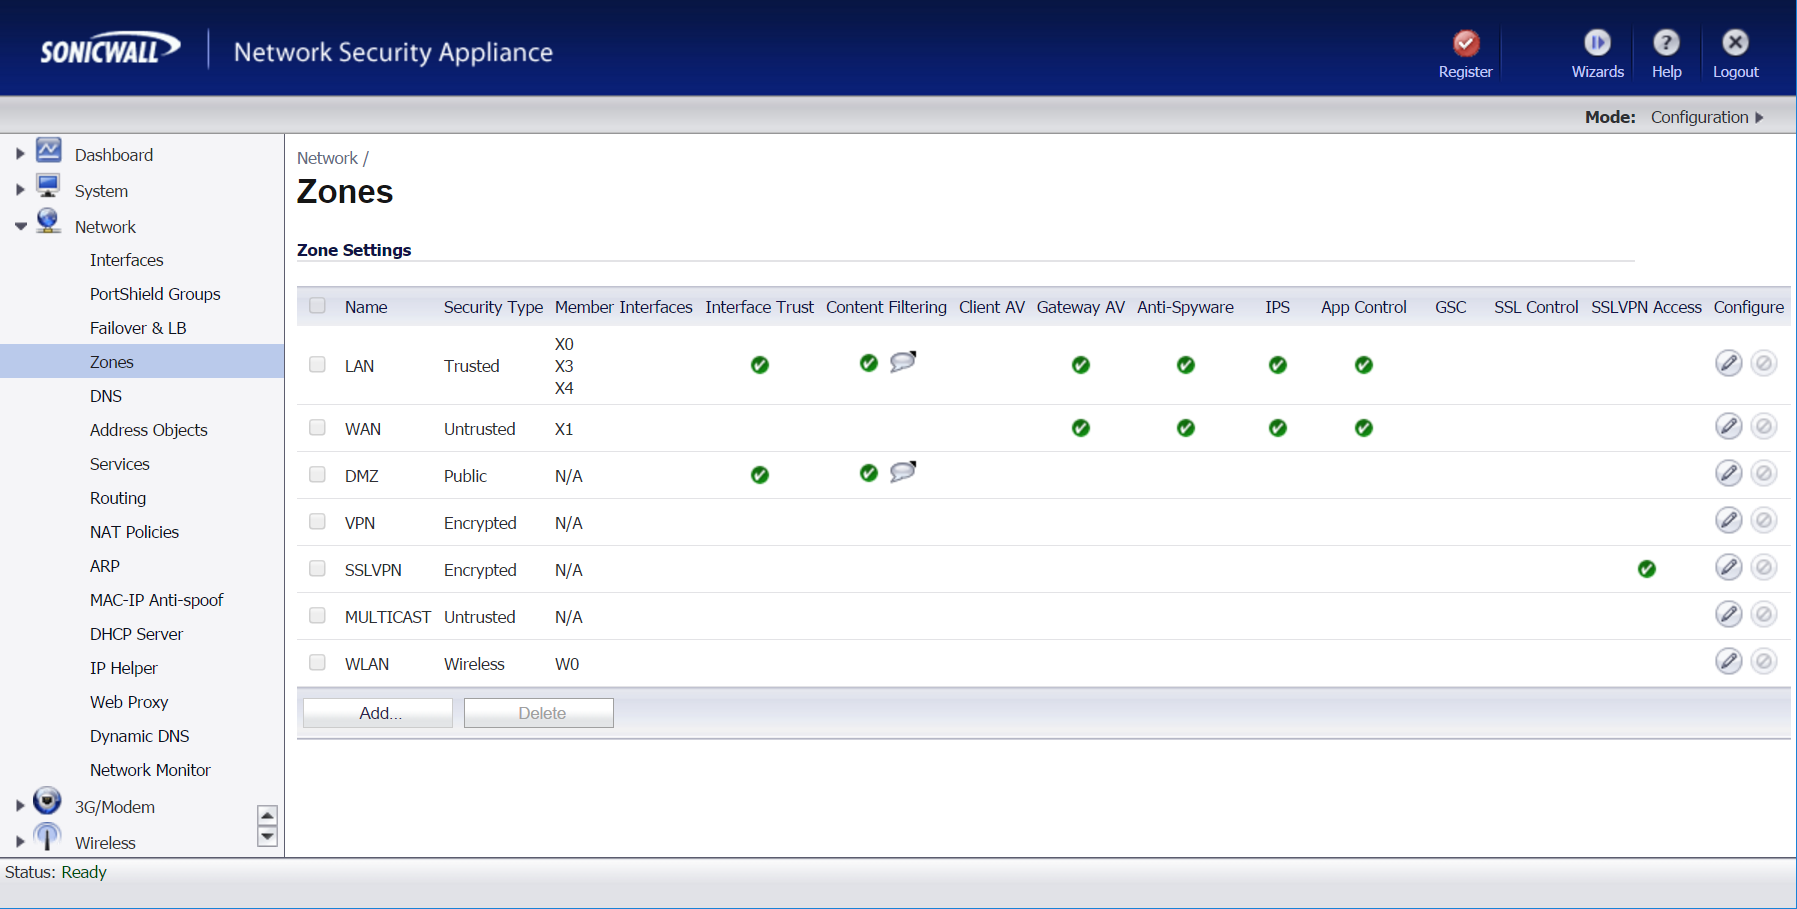 SONICWALL Network Security Appliance
Register Wizards Help Logout
Mode: Configuration
Dashboard
System
Network
Interfaces
PortShield Groups
Failover & LB
Zones
DNS
Address Objects
Services
Routing
NAT Policies
ARP
MAC-IP Anti-spoof
DHCP Server
IP Helper
Web Proxy
Dynamic DNS
Network Monitor
3G/Modem
Wireless
Network /
Zones
Zone Settings
Name Security Type Member Interfaces Interface Trust Content Filtering Client AV Gateway AV Anti-Spyware IPS App Control GSC SSL Control SSLVPN Access Configure
LAN Trusted X0
X3
X4
WAN Untrusted X1
DMZ Public N/A
VPN Encrypted N/A
SSLVPN Encrypted N/A
MULTICAST Untrusted N/A
WLAN Wireless W0
Add... Delete
Status: Ready